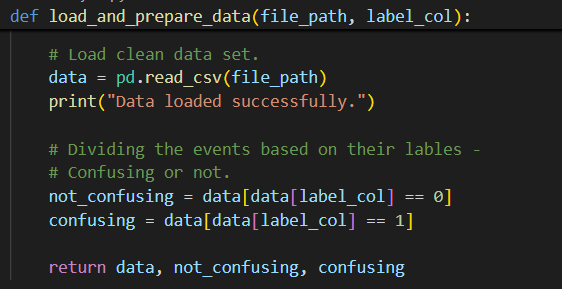 def load_and_prepare_data(file_path, label_col):
# Load clean data set.
data = pd.read_csv(file_path)
print("Data loaded successfully.")
# Dividing the events based on their lables -
# Confusing or not.
not_confusing = data[data[label_col] == 0]
confusing = data[data[label_col] == 1]
return data, not_confusing, confusing